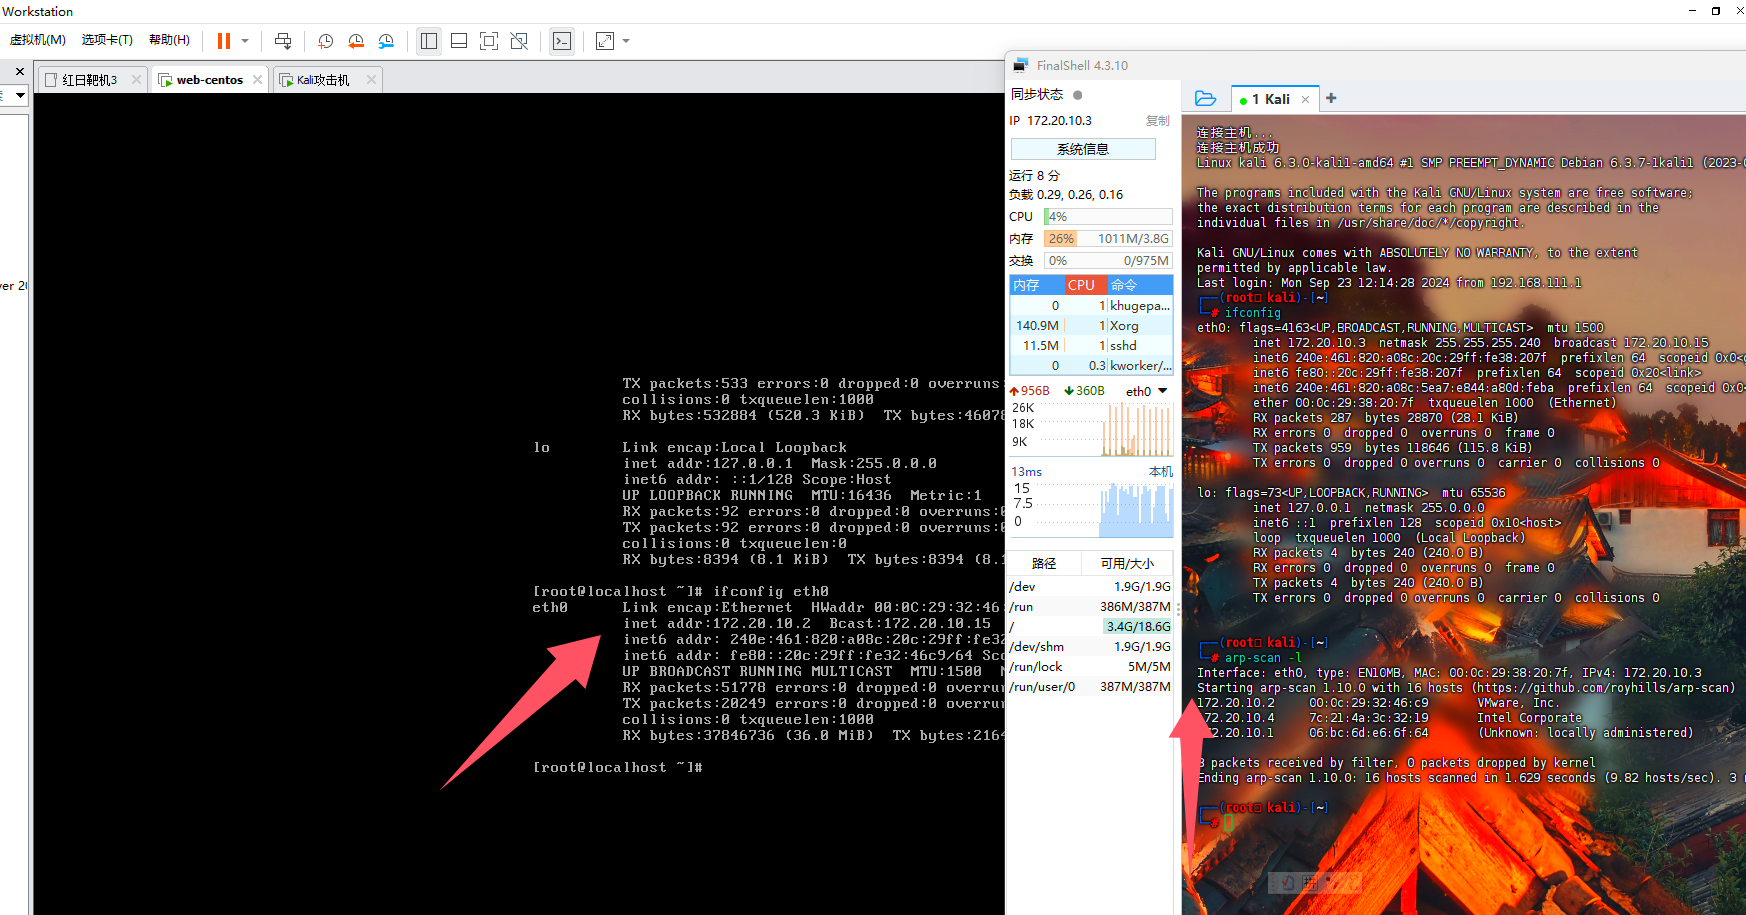 Workstation
虚拟机(M) 选项卡(T) 帮助(H)
红日靶机3
web-centos
Kali攻击机
ver 20
TX packets:533 errors:0 dropped:0 overruns:
collisions:0 txqueuelen:1000
RX bytes:532884 (520.3 KiB)  TX bytes:46078
lo        Link encap:Local Loopback
inet addr:127.0.0.1  Mask:255.0.0.0
inet6 addr: ::1/128 Scope:Host
UP LOOPBACK RUNNING  MTU:16436  Metric:1
RX packets:92 errors:0 dropped:0 overruns:0
TX packets:92 errors:0 dropped:0 overruns:0
collisions:0 txqueuelen:0
RX bytes:8394 (8.1 KiB)  TX bytes:8394 (8.1
[root@localhost ~]# ifconfig eth0
eth0      Link encap:Ethernet  HWaddr 00:0C:29:32:46
inet addr:172.20.10.2  Bcast:172.20.10.15
inet6 addr: 240e:461:820:a08c:20c:29ff:fe32
inet6 addr: fe80::20c:29ff:fe32:46c9/64 Sco
UP BROADCAST RUNNING MULTICAST  MTU:1500
RX packets:51778 errors:0 dropped:0 overrun
TX packets:20249 errors:0 dropped:0 overrun
collisions:0 txqueuelen:1000
RX bytes:37846736 (36.0 MiB)  TX bytes:2164
[root@localhost ~]#
FinalShell 4.3.10
同步状态
IP 172.20.10.3 复制
系统信息
运行 8 分
负载 0.29, 0.26, 0.16
CPU 4%
内存 26% 1011M/3.8G
交换 0% 0/975M
内存 CPU 命令
0 1 khugepa...
140.9M 1 Xorg
11.5M 1 sshd
0 0.3 kworker/...
956B 360B eth0
26K
18K
9K
13ms 本机
15
7.5
0
路径 可用/大小
/dev 1.9G/1.9G
/run 386M/387M
/ 3.4G/18.6G
/dev/shm 1.9G/1.9G
/run/lock 5M/5M
/run/user/0 387M/387M
1 Kali
连接主机...
连接主机成功
Linux kali 6.3.0-kali1-amd64 #1 SMP PREEMPT_DYNAMIC Debian 6.3.7-1kali1 (2023-0
The programs included with the Kali GNU/Linux system are free software;
the exact distribution terms for each program are described in the
individual files in /usr/share/doc/*/copyright.
Kali GNU/Linux comes with ABSOLUTELY NO WARRANTY, to the extent
permitted by applicable law.
Last login: Mon Sep 23 12:14:28 2024 from 192.168.111.1
(root kali)-[~]
# ifconfig
eth0: flags=4163<UP,BROADCAST,RUNNING,MULTICAST>  mtu 1500
inet 172.20.10.3  netmask 255.255.255.240  broadcast 172.20.10.15
inet6 240e:461:820:a08c:20c:29ff:fe38:207f  prefixlen 64  scopeid 0x0<
inet6 fe80::20c:29ff:fe38:207f  prefixlen 64  scopeid 0x20<link>
inet6 240e:461:820:a08c:5ea7:e844:a80d:feba  prefixlen 64  scopeid 0x0<
ether 00:0c:29:38:20:7f  txqueuelen 1000  (Ethernet)
RX packets 287  bytes 28870 (28.1 KiB)
RX errors 0  dropped 0  overruns 0  frame 0
TX packets 959  bytes 118646 (115.8 KiB)
TX errors 0  dropped 0 overruns 0  carrier 0  collisions 0
lo: flags=73<UP,LOOPBACK,RUNNING>  mtu 65536
inet 127.0.0.1  netmask 255.0.0.0
inet6 ::1  prefixlen 128  scopeid 0x10<host>
loop  txqueuelen 1000  (Local Loopback)
RX packets 4  bytes 240 (240.0 B)
RX errors 0  dropped 0  overruns 0  frame 0
TX packets 4  bytes 240 (240.0 B)
TX errors 0  dropped 0 overruns 0  carrier 0  collisions 0
(root kali)-[~]
# arp-scan -l
Interface: eth0, type: EN10MB, MAC: 00:0c:29:38:20:7f, IPv4: 172.20.10.3
Starting arp-scan 1.10.0 with 16 hosts (https://github.com/royhills/arp-scan)
172.20.10.2     00:0c:29:32:46:c9       VMware, Inc.
172.20.10.4     7c:21:4a:3c:32:19       Intel Corporate
2.20.10.1     06:bc:6d:e6:6f:64       (Unknown: locally administered)
3 packets received by filter, 0 packets dropped by kernel
Ending arp-scan 1.10.0: 16 hosts scanned in 1.629 seconds (9.82 hosts/sec). 3
(root kali)-[~]
#